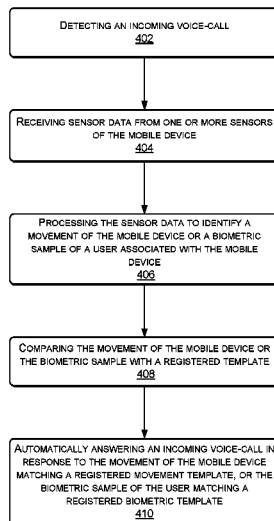 DETECTING AN INCOMING VOICE-CALL
402
RECEIVING SENSOR DATA FROM ONE OR MORE SENSORS
OF THE MOBILE DEVICE
404
PROCESSING THE SENSOR DATA TO IDENTIFY A
MOVEMENT OF THE MOBILE DEVICE OR A BIOMETRIC
SAMPLE OF A USER ASSOCIATED WITH THE MOBILE
DEVICE
406
COMPARING THE MOVEMENT OF THE MOBILE DEVICE OR
THE BIOMETRIC SAMPLE WITH A REGISTERED TEMPLATE
408
AUTOMATICALLY ANSWERING AN INCOMING VOICE-CALL IN
RESPONSE TO THE MOVEMENT OF THE MOBILE DEVICE
MATCHING A REGISTERED MOVEMENT TEMPLATE, OR THE
BIOMETRIC SAMPLE OF THE USER MATCHING A
REGISTERED BIOMETRIC TEMPLATE
410